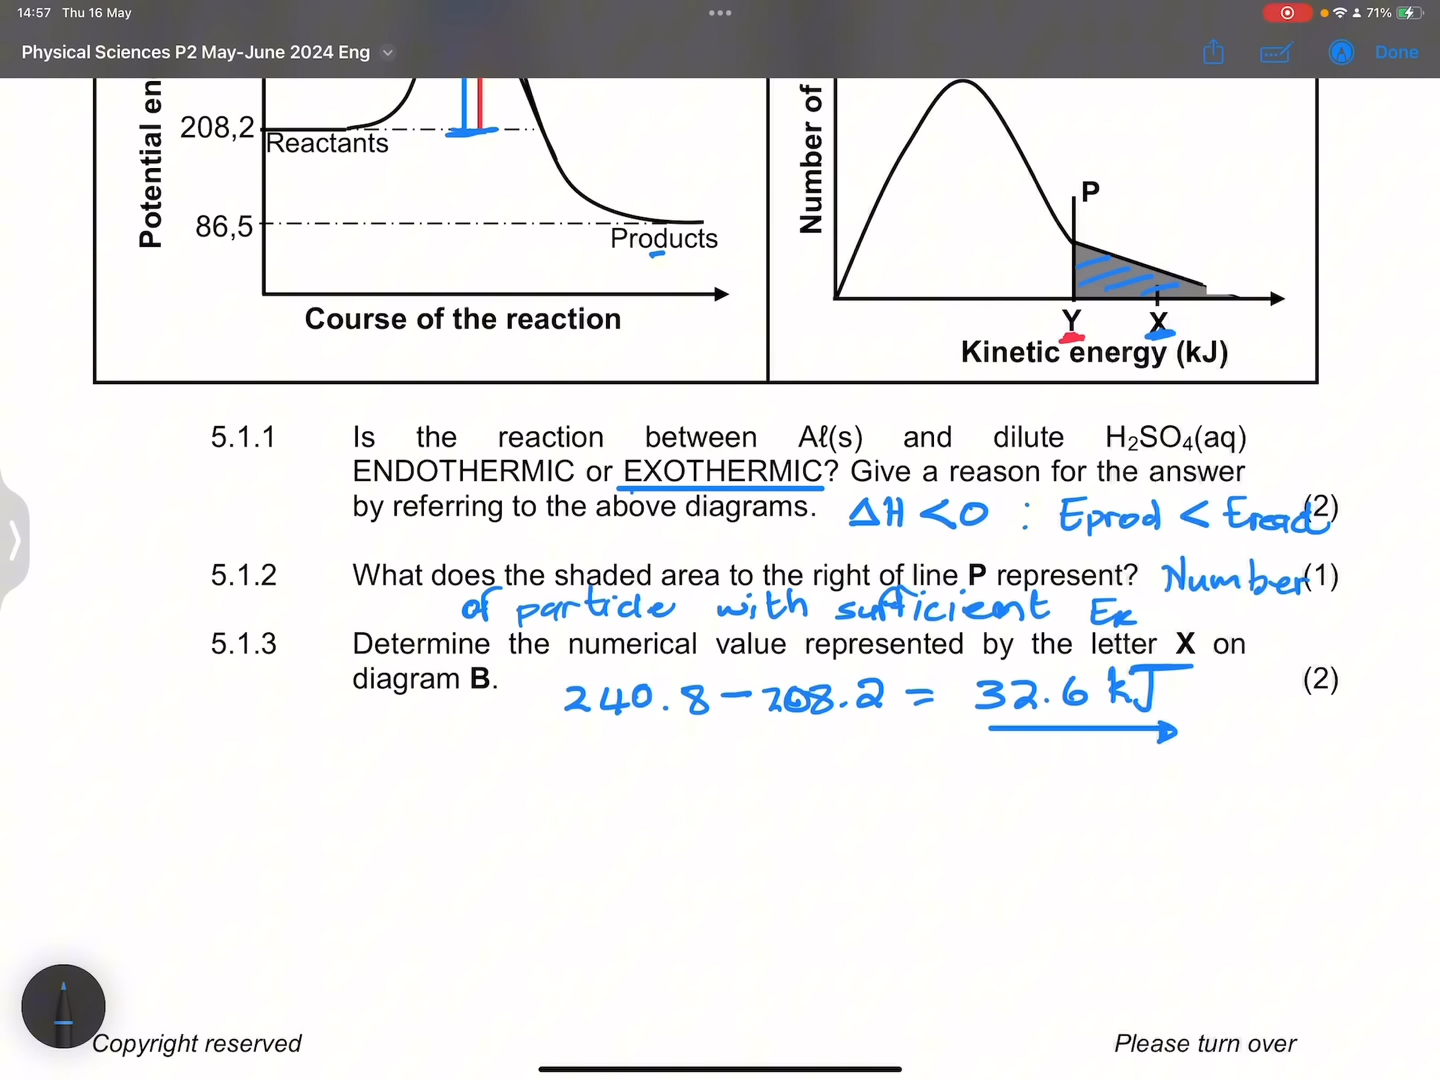 14:57 Thu 16 May
71%
Physical Sciences P2 May-June 2024 Eng
Done
Potential en
208,2
Reactants
86,5
Products
Course of the reaction
Number of
P
Y
X
Kinetic energy (kJ)
5.1.1 Is the reaction between Aℓ(s) and dilute H₂SO₄(aq)
ENDOTHERMIC or EXOTHERMIC? Give a reason for the answer
by referring to the above diagrams. ΔH < 0 : Eprod < Ereact (2)
5.1.2 What does the shaded area to the right of line P represent? Number (1)
of particle with sufficient EK
5.1.3 Determine the numerical value represented by the letter X on
diagram B. 240.8 - 208.2 = 32.6 kJ (2)
Copyright reserved
Please turn over